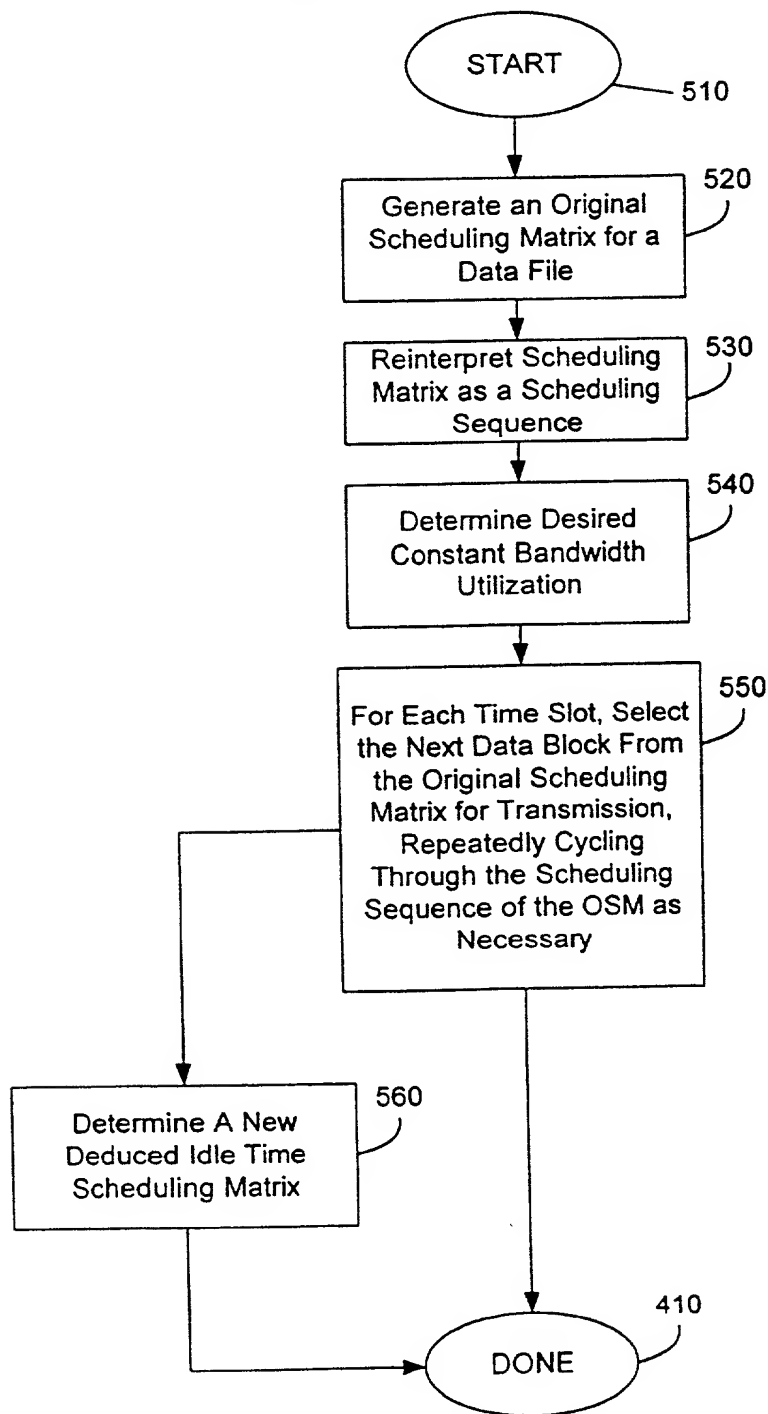 START
510
520
Generate an Original
Scheduling Matrix for a
Data File
530
Reinterpret Scheduling
Matrix as a Scheduling
Sequence
540
Determine Desired
Constant Bandwidth
Utilization
550
For Each Time Slot, Select
the Next Data Block From
the Original Scheduling
Matrix for Transmission,
Repeatedly Cycling
Through the Scheduling
Sequence of the OSM as
Necessary
560
Determine A New
Deduced Idle Time
Scheduling Matrix
410
DONE